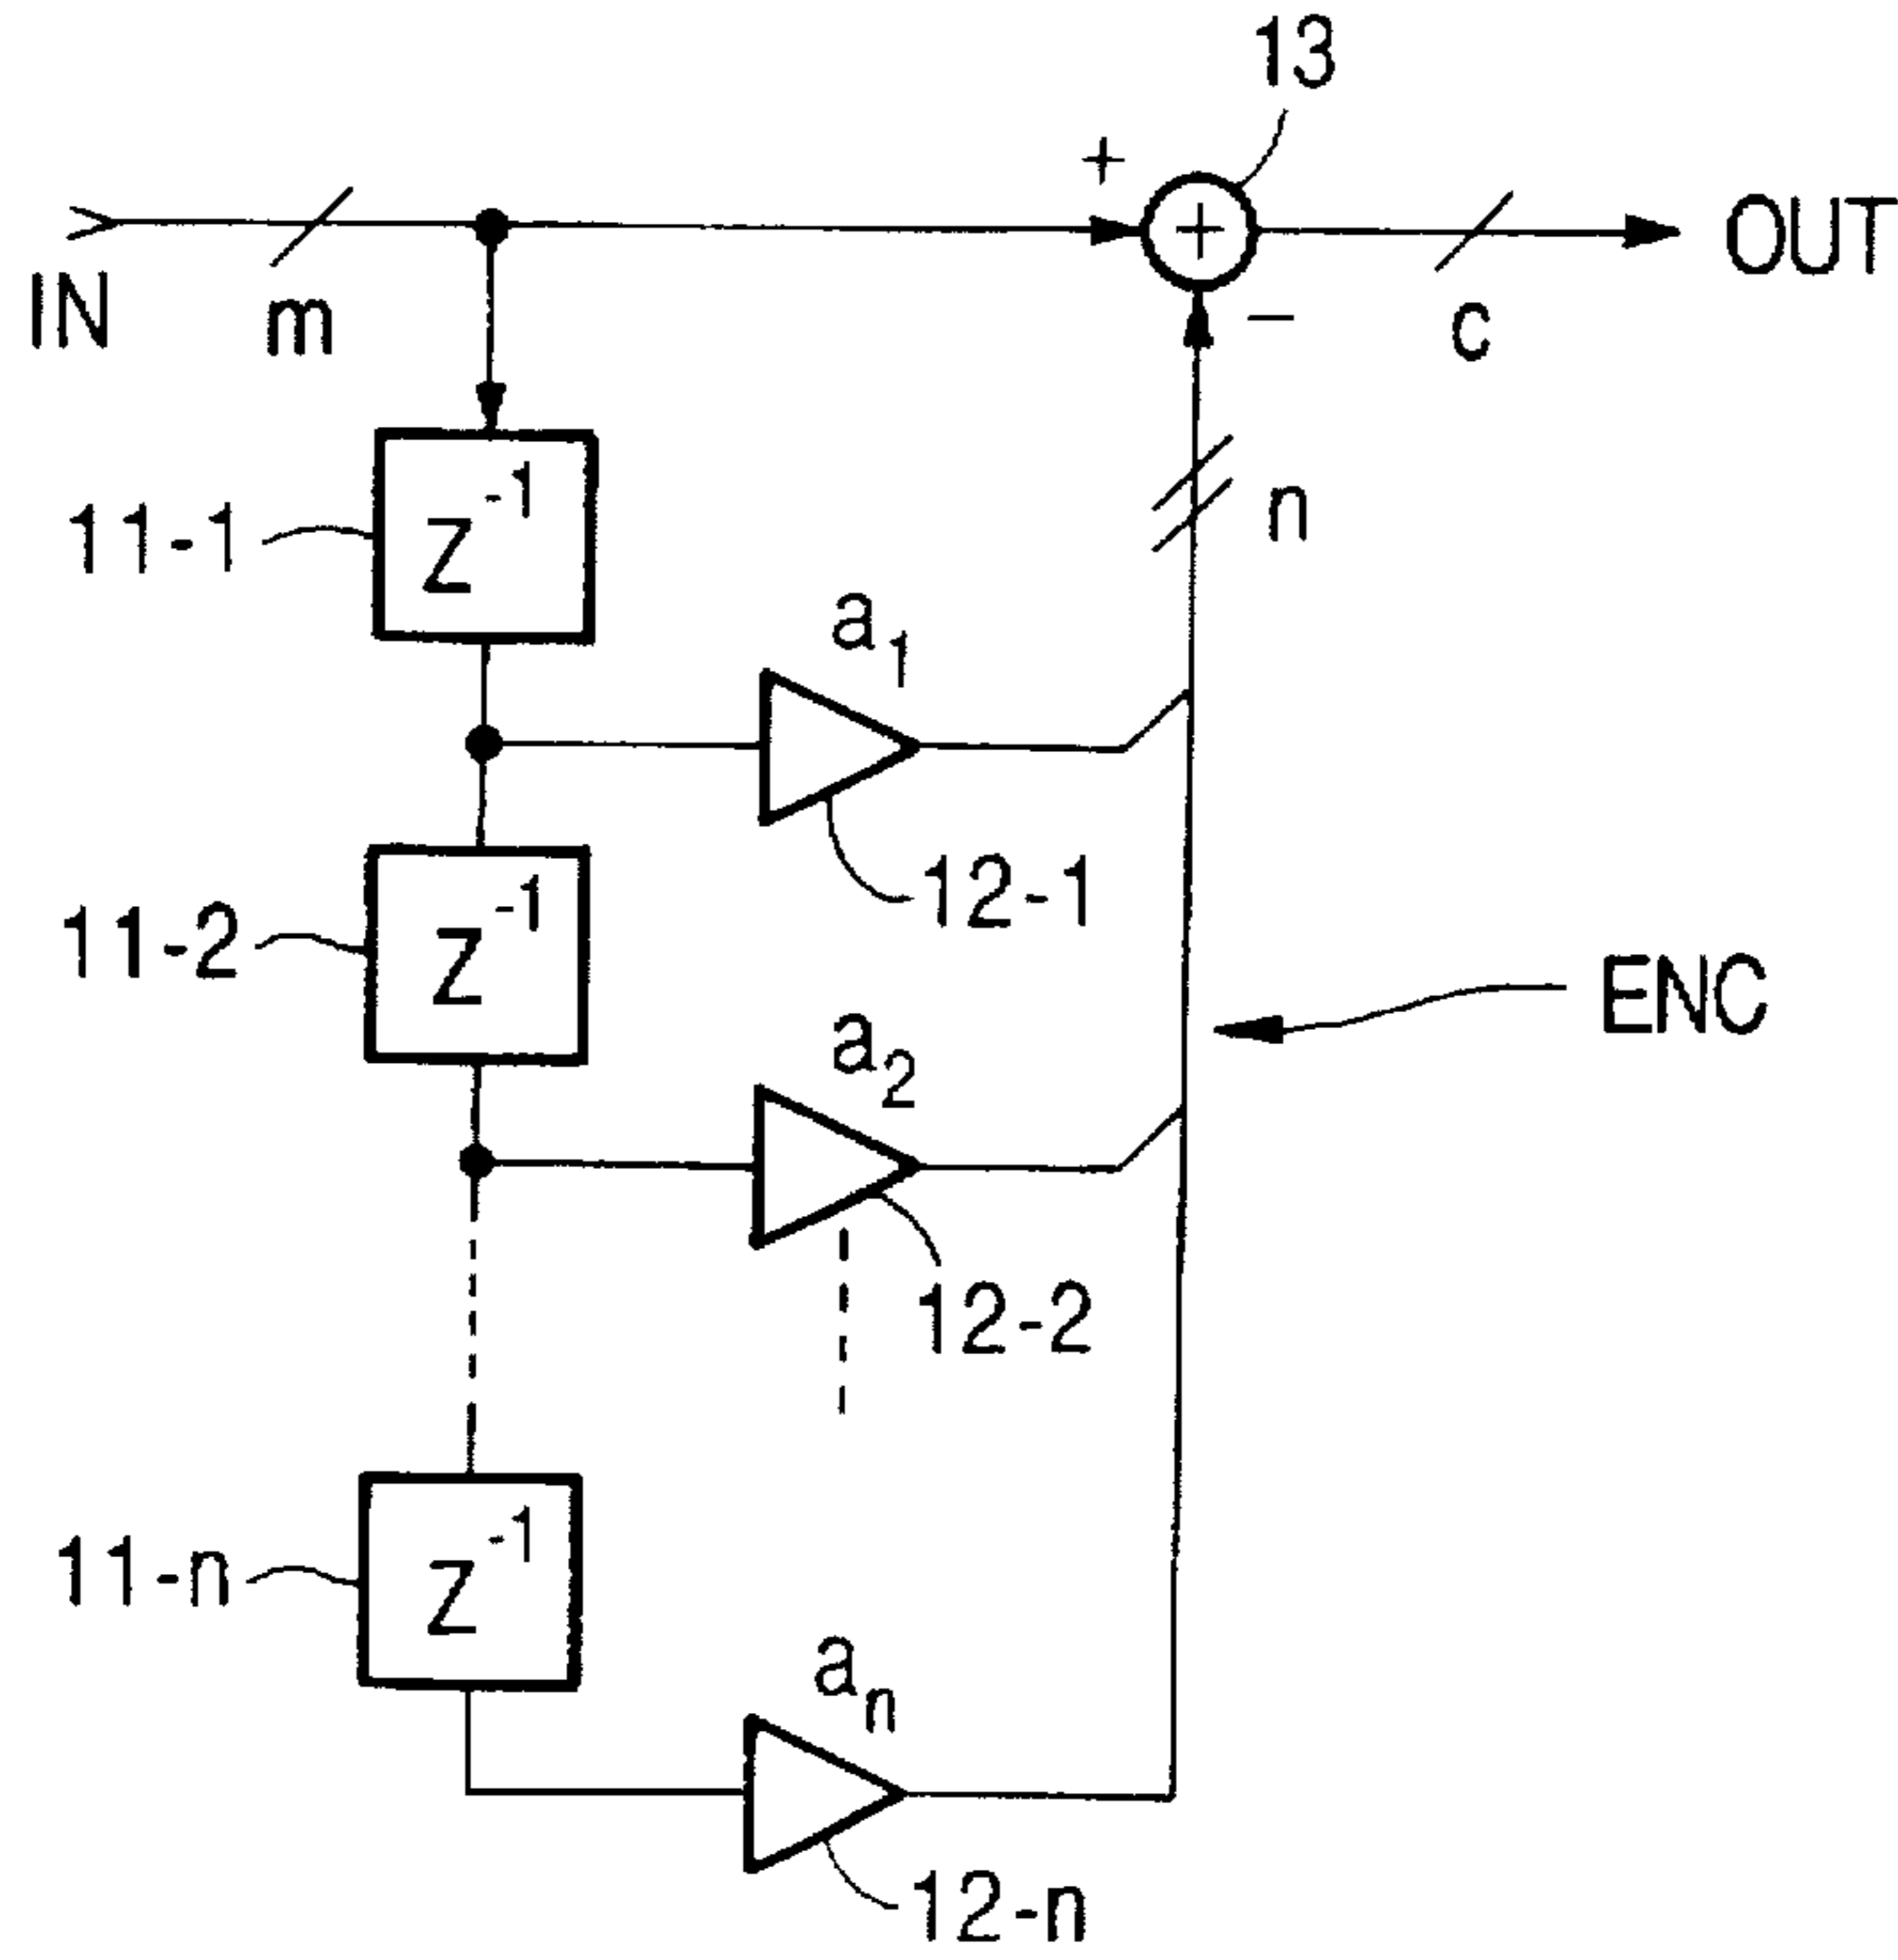 13
+
+
OUT
IN
m
−
c
Z-1
11-1
n
a1
12-1
Z-1
11-2
ENC
a2
12-2
Z-1
11-n
an
12-n